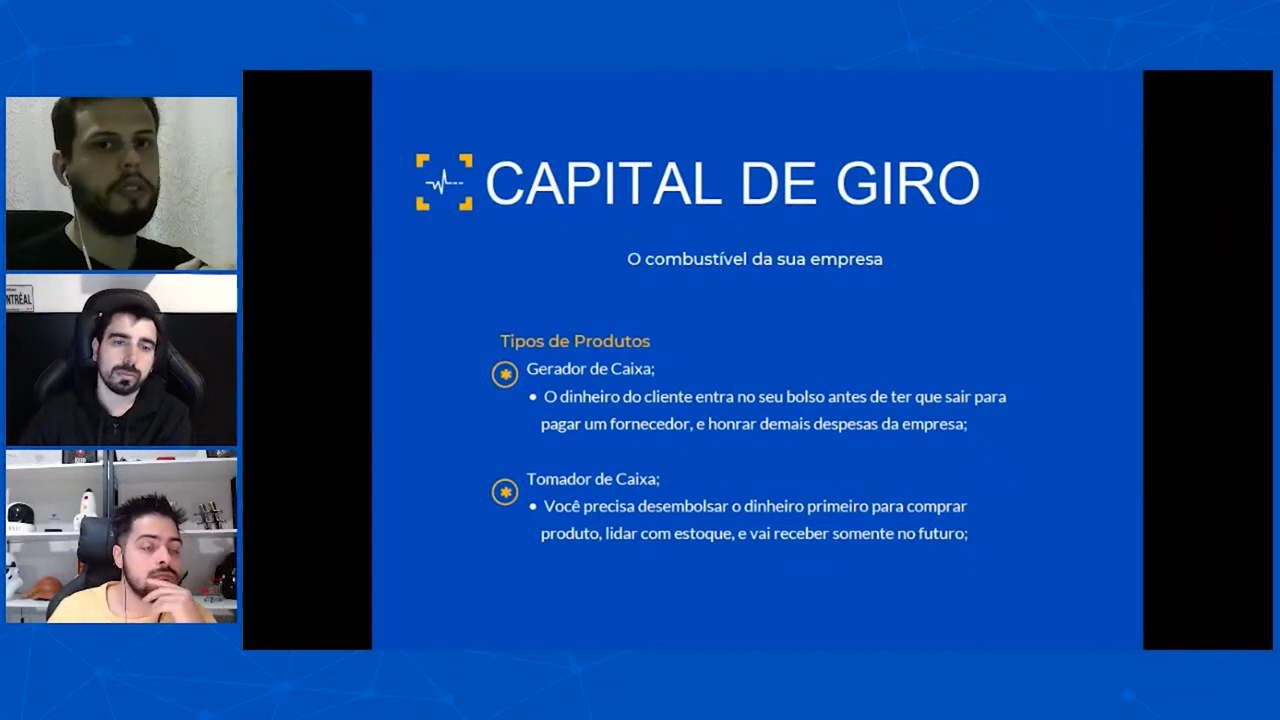 CAPITAL DE GIRO
O combustível da sua empresa
Tipos de Produtos
Gerador de Caixa;
• O dinheiro do cliente entra no seu bolso antes de ter que sair para
pagar um fornecedor, e honrar demais despesas da empresa;
Tomador de Caixa;
• Você precisa desembolsar o dinheiro primeiro para comprar
produto, lidar com estoque, e vai receber somente no futuro;
NTRÉAL